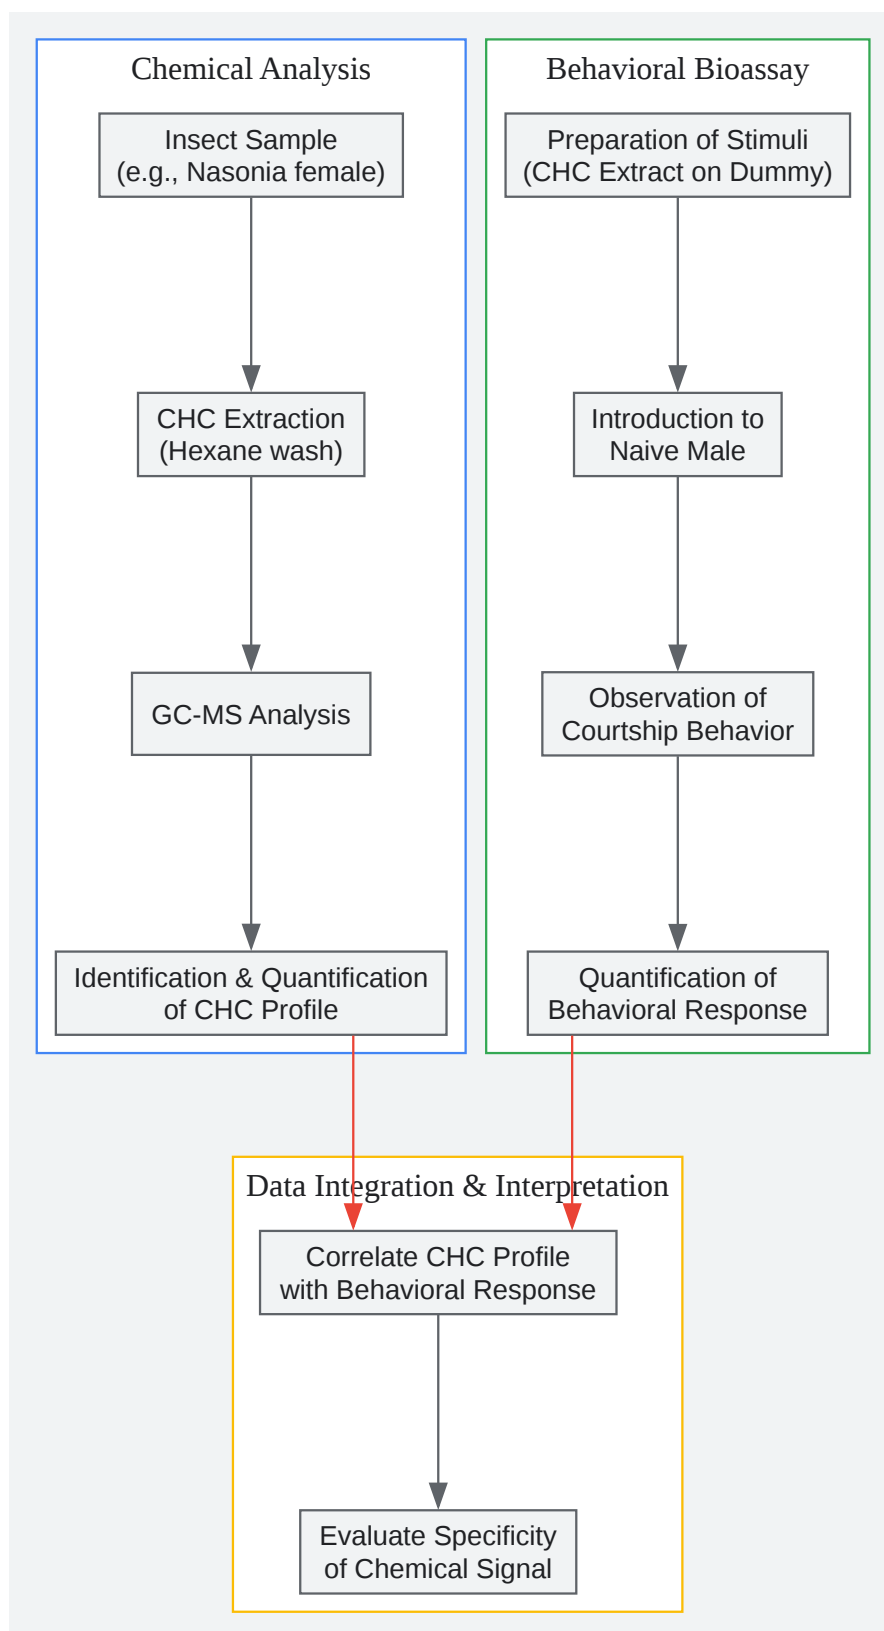 Chemical Analysis
Insect Sample
(e.g., Nasonia female)
CHC Extraction
(Hexane wash)
GC-MS Analysis
Identification & Quantification
of CHC Profile
Behavioral Bioassay
Preparation of Stimuli
(CHC Extract on Dummy)
Introduction to
Naive Male
Observation of
Courtship Behavior
Quantification of
Behavioral Response
Data Integration & Interpretation
Correlate CHC Profile
with Behavioral Response
Evaluate Specificity
of Chemical Signal